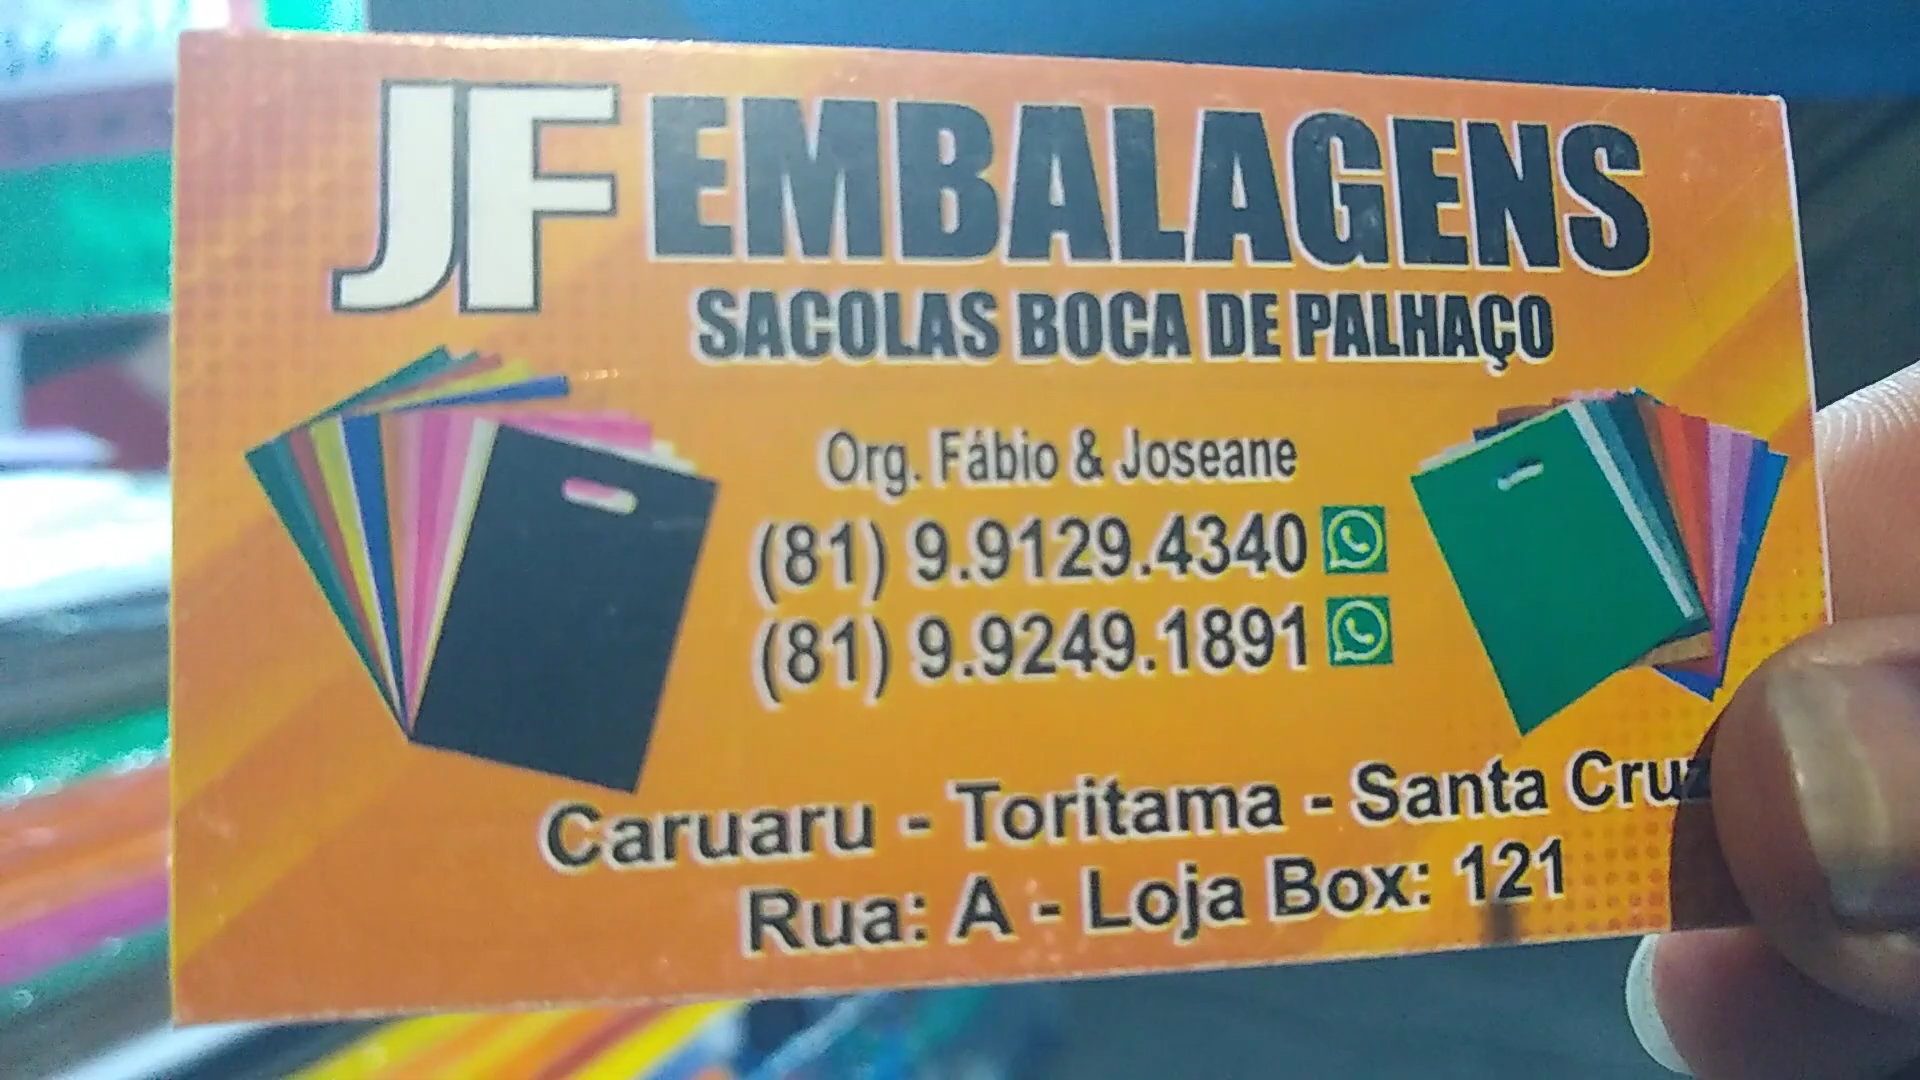 JF EMBALAGENS
SACOLAS BOCA DE PALHAÇO
Org. Fábio & Joseane
(81) 9.9129.4340
(81) 9.9249.1891
Caruaru - Toritama - Santa Cruz
Rua: A - Loja Box: 121